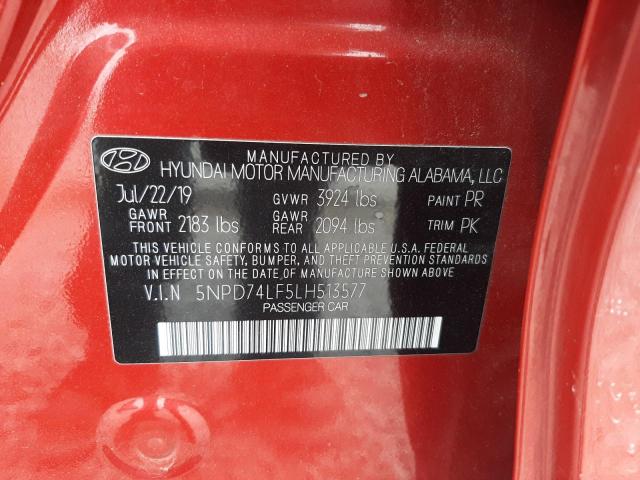 MANUFACTURED BY
HYUNDAI MOTOR MANUFACTURING ALABAMA, LLC
Jul/22/19 GVWR 3924 lbs PAINT PR
GAWR FRONT 2183 lbs GAWR REAR 2094 lbs TRIM PK
THIS VEHICLE CONFORMS TO ALL APPLICABLE U.S.A. FEDERAL
MOTOR VEHICLE SAFETY, BUMPER, AND THEFT PREVENTION STANDARDS
IN EFFECT ON THE DATE OF MANUFACTURE SHOWN ABOVE.
V.I.N 5NPD74LF5LH513577
PASSENGER CAR